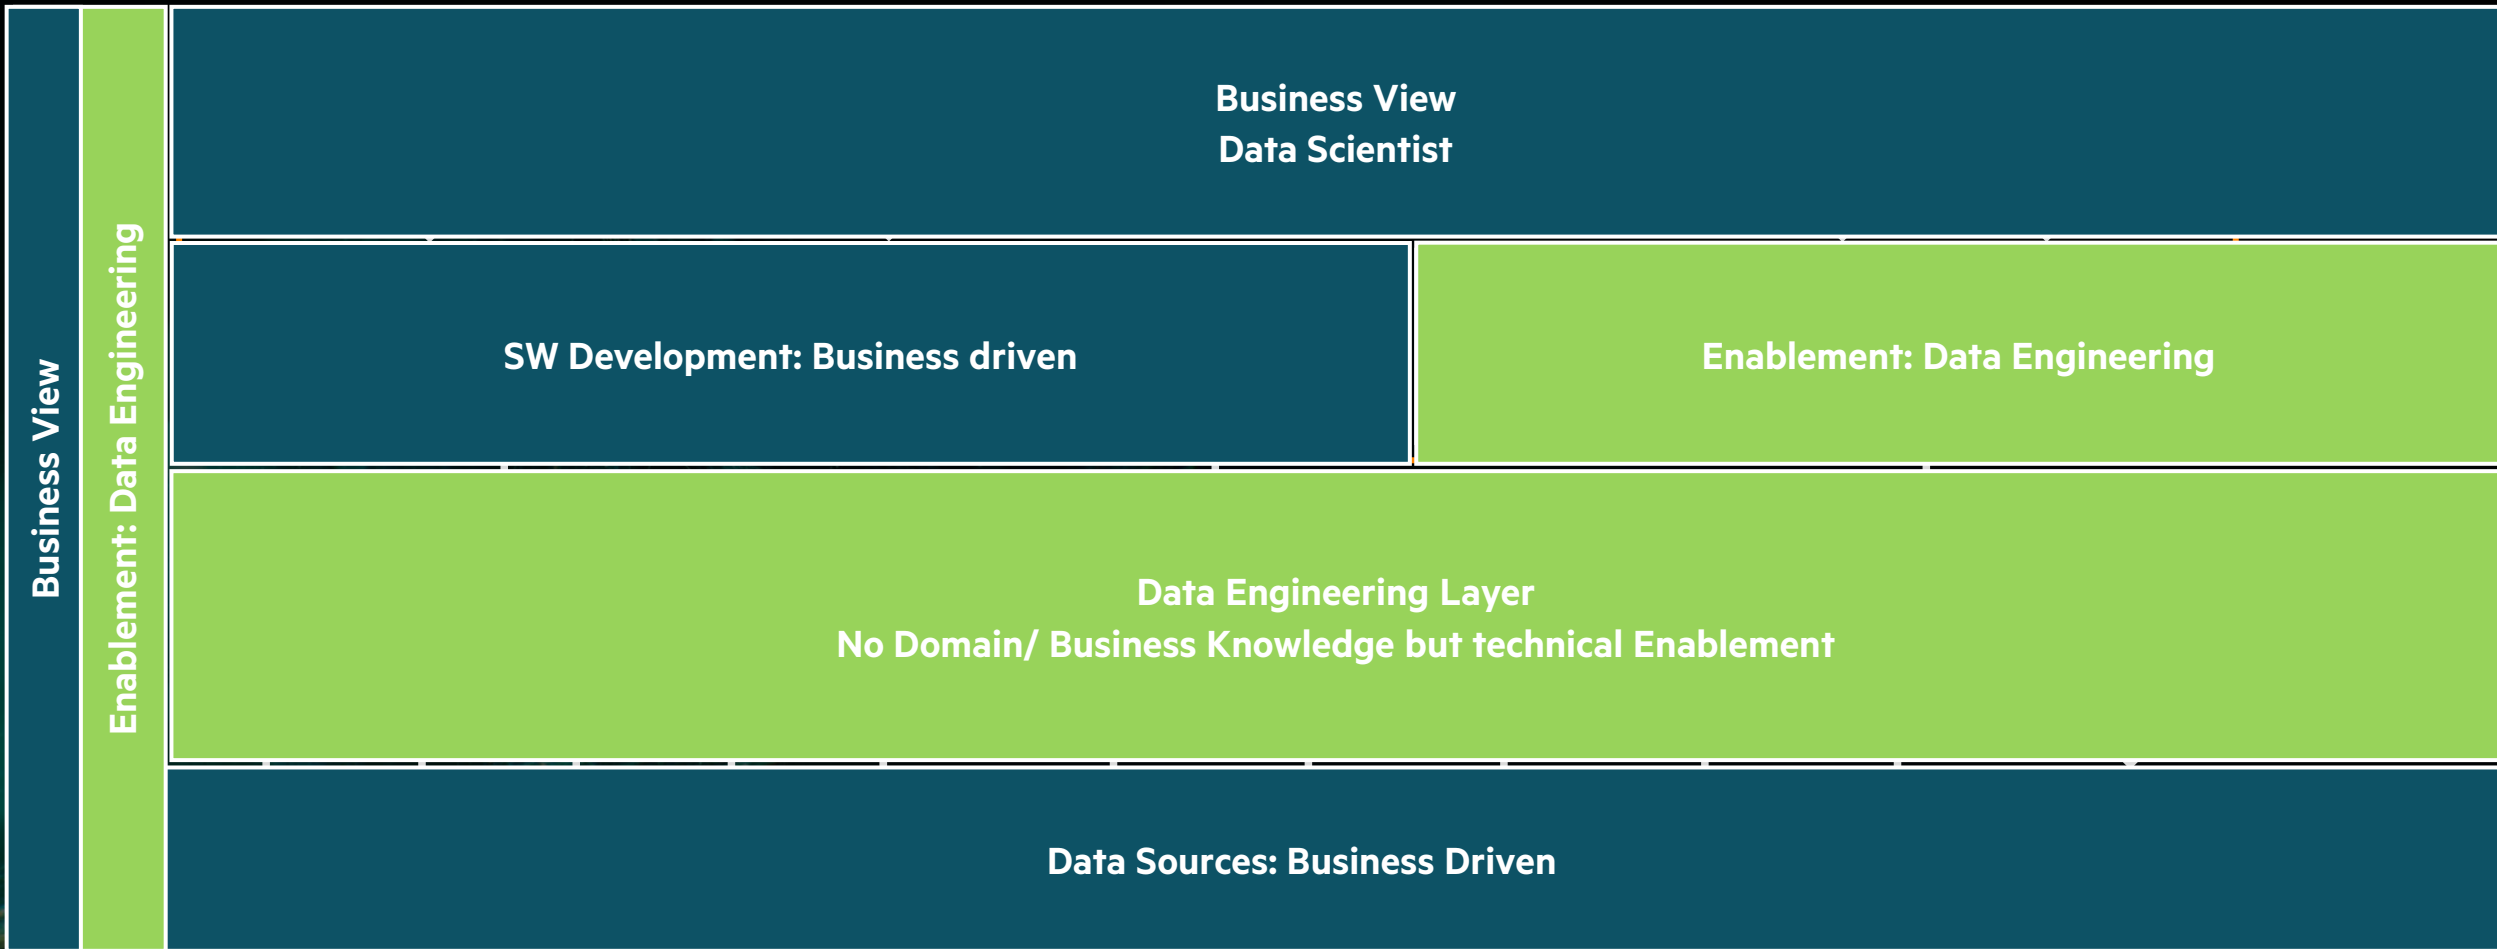 Business View
Enablement: Data Engineering
Business View
Data Scientist
SW Development: Business driven
Enablement: Data Engineering
Data Engineering Layer
No Domain/ Business Knowledge but technical Enablement
Data Sources: Business Driven